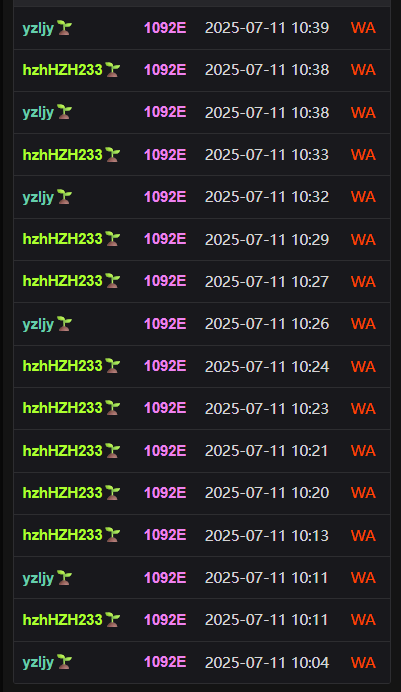 yzljy🌱 1092E 2025-07-11 10:39 WA
hzhHZH233🌱 1092E 2025-07-11 10:38 WA
yzljy🌱 1092E 2025-07-11 10:38 WA
hzhHZH233🌱 1092E 2025-07-11 10:33 WA
yzljy🌱 1092E 2025-07-11 10:32 WA
hzhHZH233🌱 1092E 2025-07-11 10:29 WA
hzhHZH233🌱 1092E 2025-07-11 10:27 WA
yzljy🌱 1092E 2025-07-11 10:26 WA
hzhHZH233🌱 1092E 2025-07-11 10:24 WA
hzhHZH233🌱 1092E 2025-07-11 10:23 WA
hzhHZH233🌱 1092E 2025-07-11 10:21 WA
hzhHZH233🌱 1092E 2025-07-11 10:20 WA
hzhHZH233🌱 1092E 2025-07-11 10:13 WA
yzljy🌱 1092E 2025-07-11 10:11 WA
hzhHZH233🌱 1092E 2025-07-11 10:11 WA
yzljy🌱 1092E 2025-07-11 10:04 WA